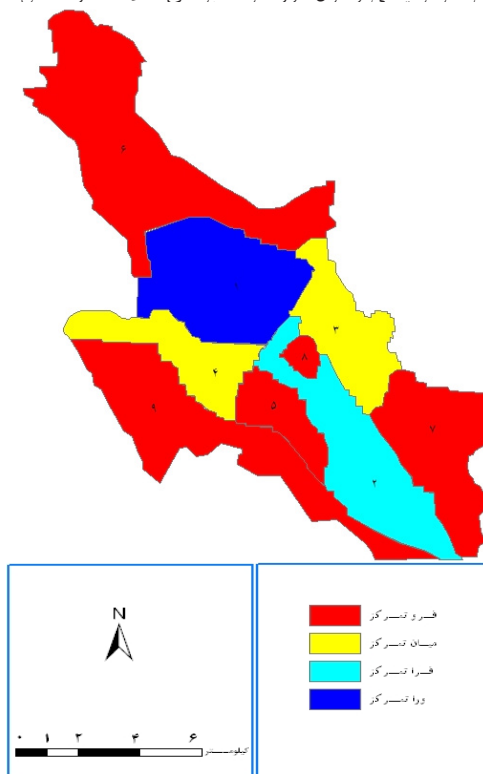 ۶
۱
۳
۸
۴
۵
۷
۹
۲
N
۰ ۱ ۲ ۴ ۶
کیلومتر
فرو تمرکز
میان تمرکز
فرا تمرکز
ورا تمرکز